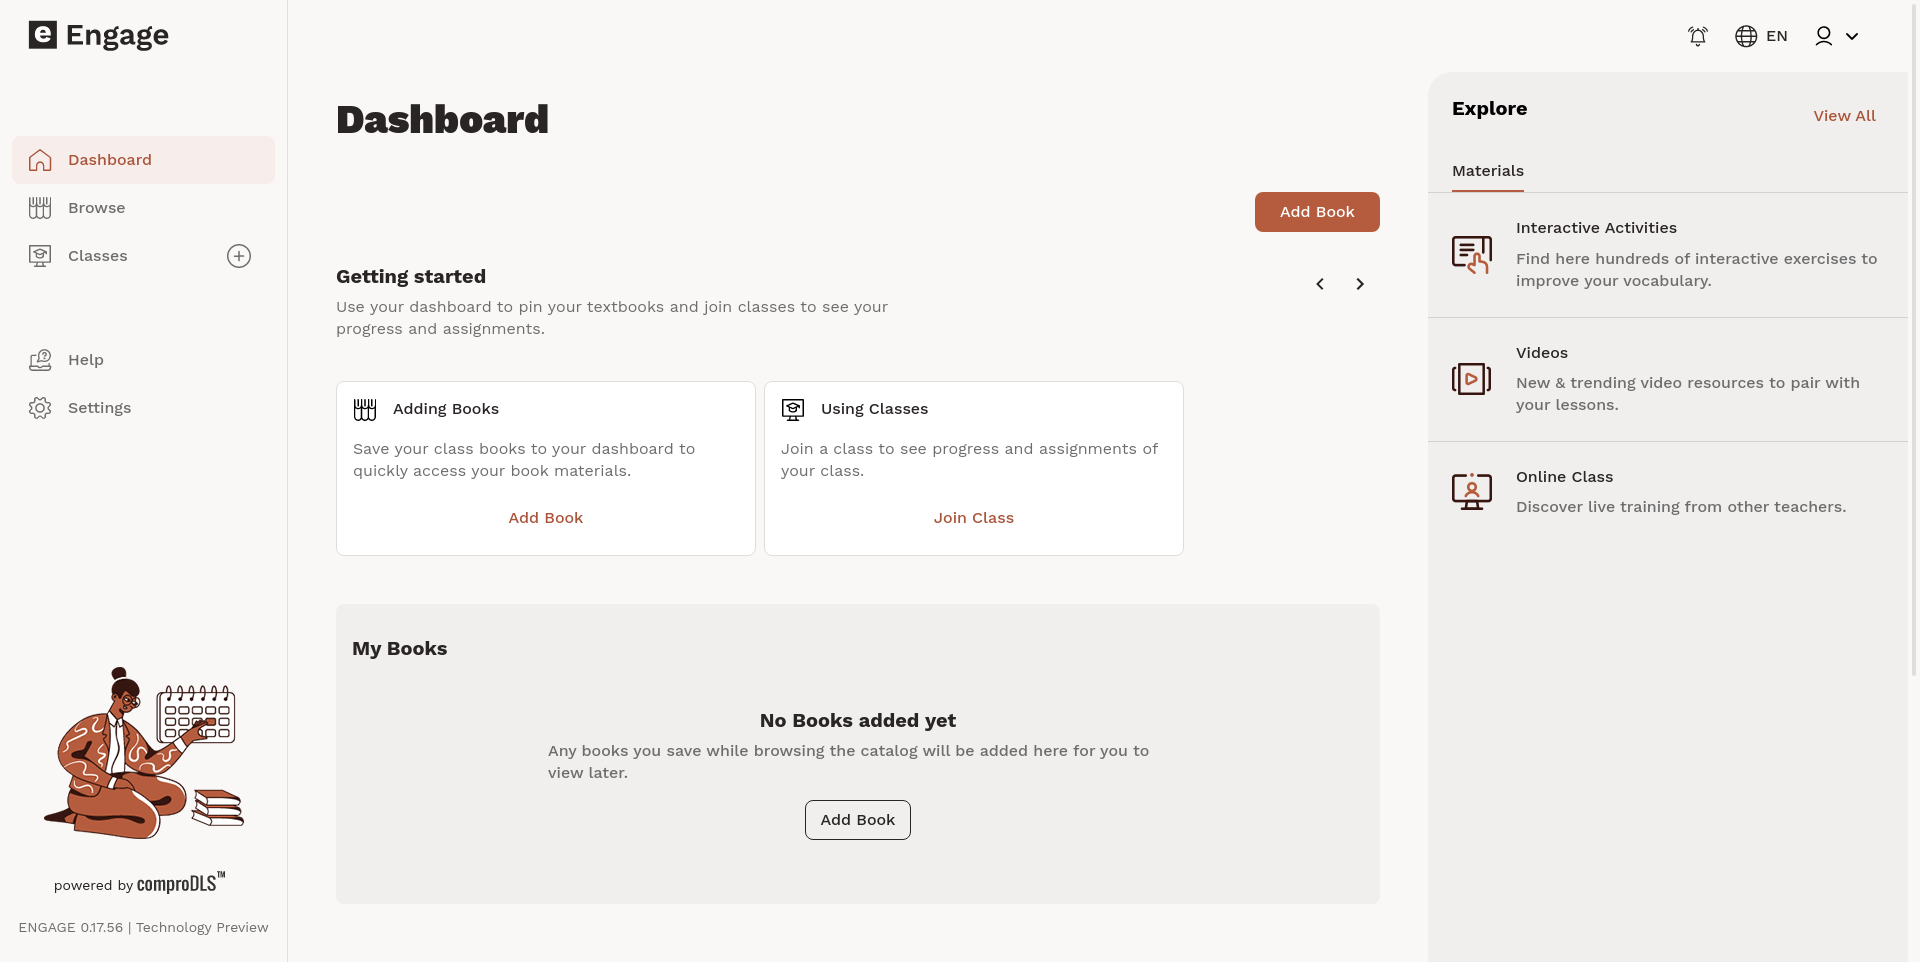 e Engage
EN
Dashboard
Browse
Classes
Help
Settings
powered by comproDLS™
ENGAGE 0.17.56 | Technology Preview
Dashboard
Add Book
Getting started
Use your dashboard to pin your textbooks and join classes to see your
progress and assignments.
Adding Books
Save your class books to your dashboard to
quickly access your book materials.
Add Book
Using Classes
Join a class to see progress and assignments of
your class.
Join Class
My Books
No Books added yet
Any books you save while browsing the catalog will be added here for you to
view later.
Add Book
Explore
View All
Materials
Interactive Activities
Find here hundreds of interactive exercises to
improve your vocabulary.
Videos
New & trending video resources to pair with
your lessons.
Online Class
Discover live training from other teachers.